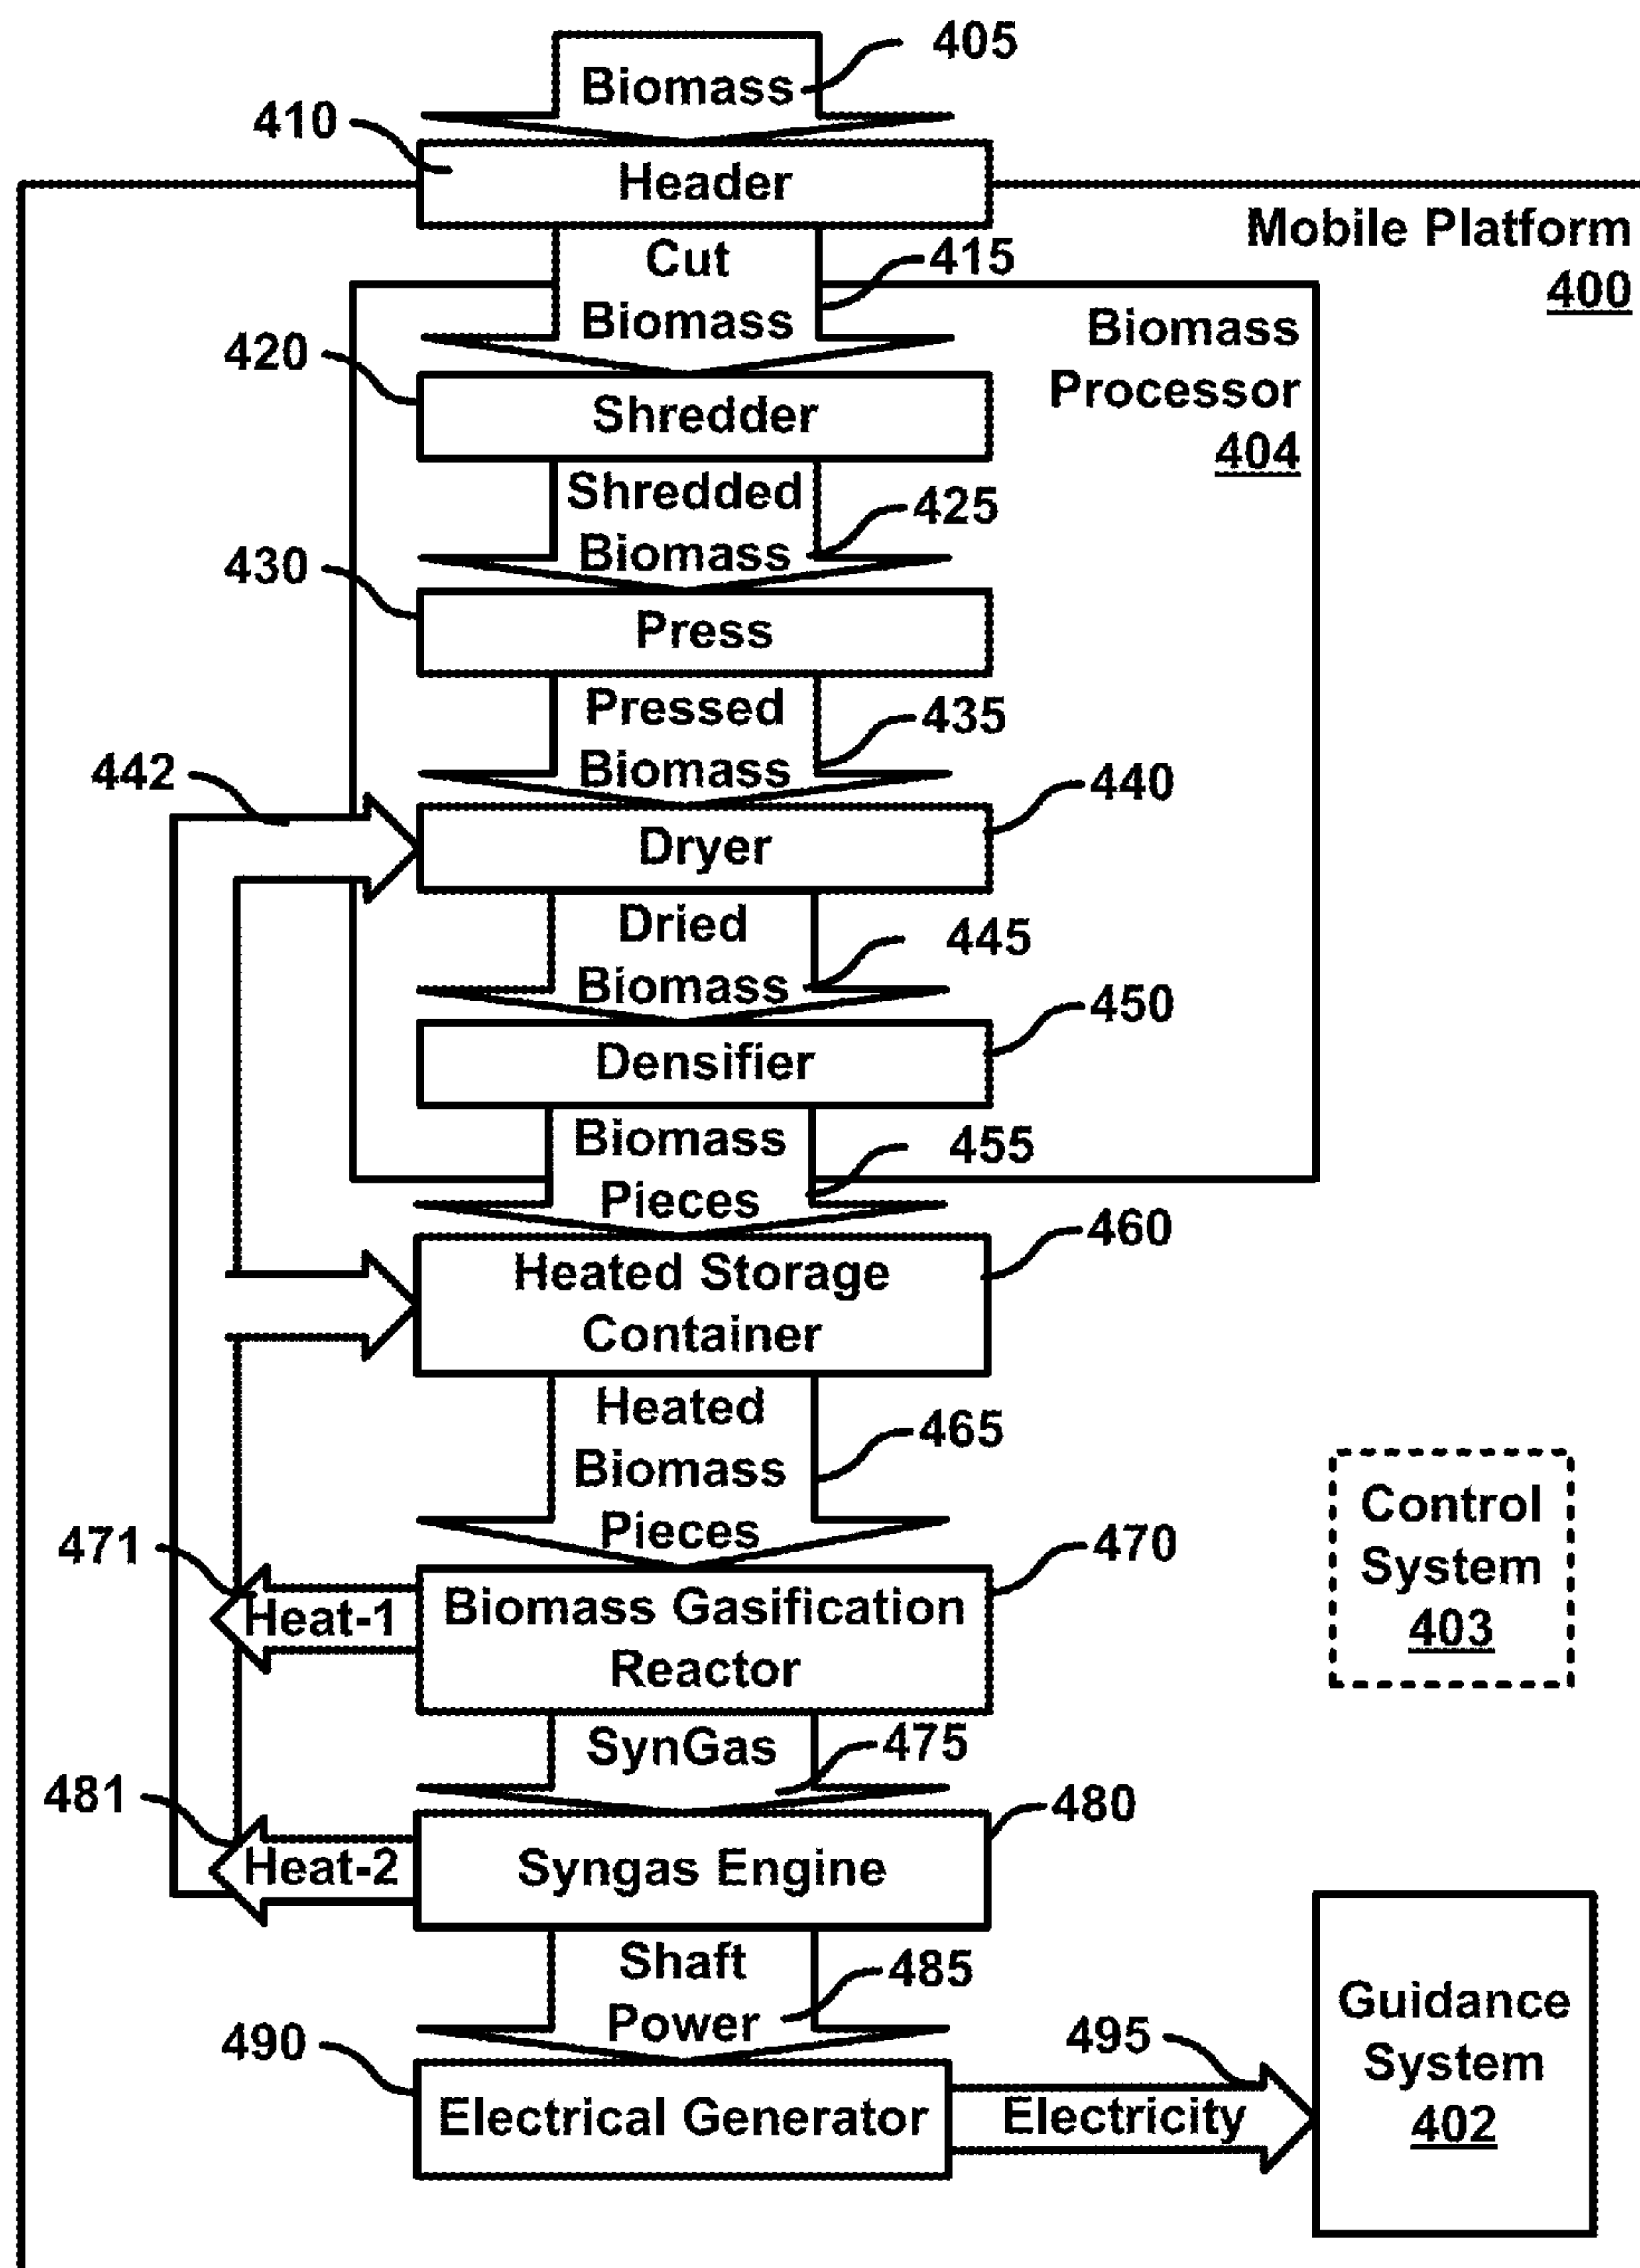 405
Biomass
410
Header
Mobile Platform
400
Cut
Biomass
415
Biomass
Processor
404
420
Shredder
Shredded
Biomass
425
430
Press
Pressed
Biomass
435
442
440
Dryer
Dried
Biomass
445
450
Densifier
Biomass
Pieces
455
460
Heated Storage
Container
Heated
Biomass
Pieces
465
Control
System
403
471
Heat-1
470
Biomass Gasification
Reactor
SynGas
475
481
Heat-2
480
Syngas Engine
Shaft
Power
485
490
Electrical Generator
495
Electricity
Guidance
System
402